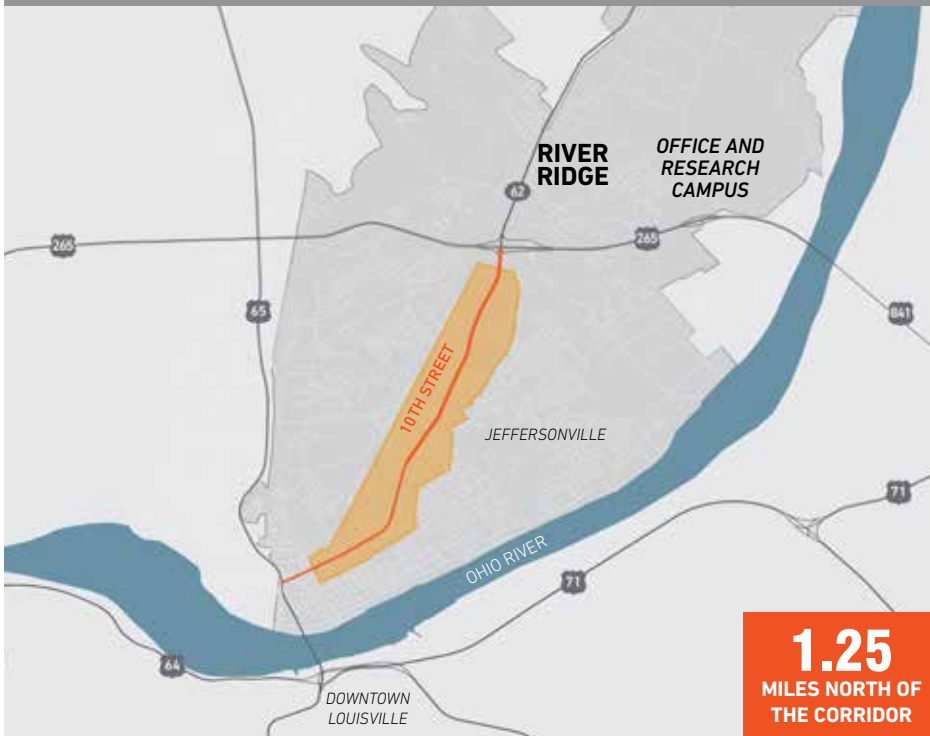 RIVER
RIDGE
OFFICE AND
RESEARCH
CAMPUS
62
265
265
65
841
10TH STREET
JEFFERSONVILLE
71
OHIO RIVER
71
64
DOWNTOWN
LOUISVILLE
1.25
MILES NORTH OF
THE CORRIDOR